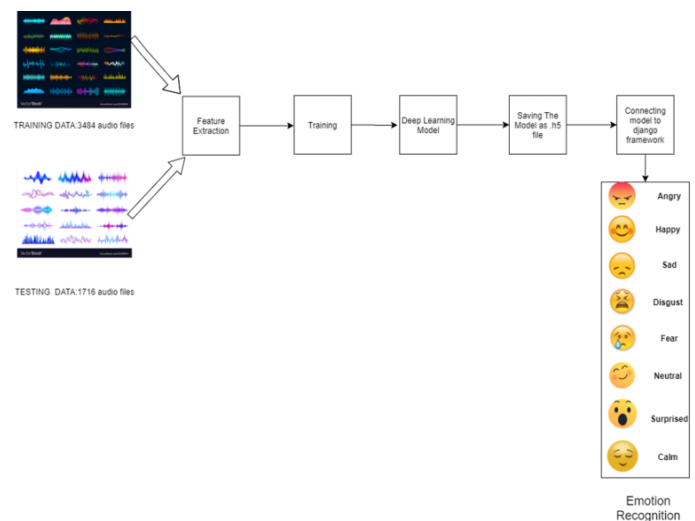 TRAINING DATA:3484 audio files
TESTING DATA:1716 audio files
Feature
Extraction
Training
Deep Learning
Model
Saving The
Model as .h5
file
Connecting
model to
django
framework
Angry
Happy
Sad
Disgust
Fear
Neutral
Surprised
Calm
Emotion
Recognition